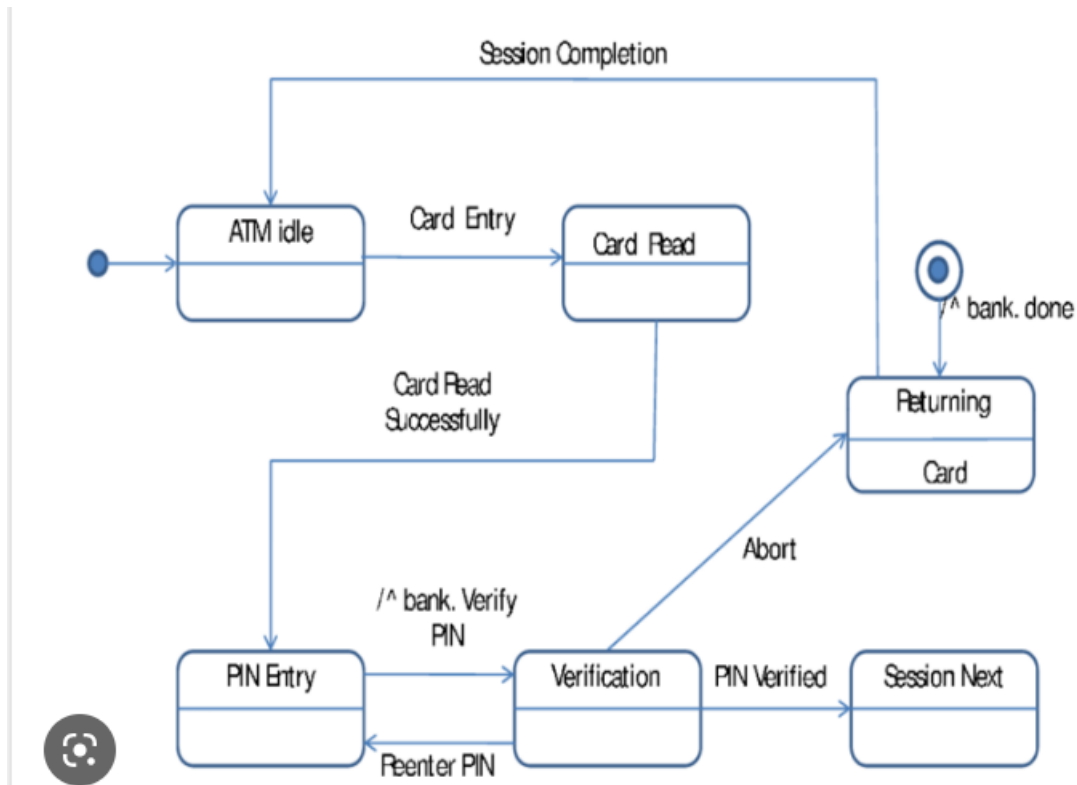 Session Completion
ATM idle
Card Entry
Card Read
/^ bank. done
Card Read
Successfully
Returning
Card
Abort
/^ bank. Verify
PIN
PIN Entry
Verification
PIN Verified
Session Next
Reenter PIN